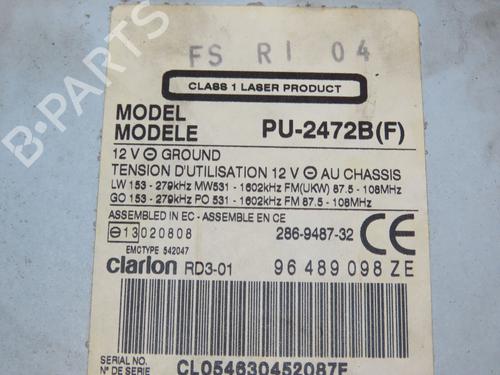 FS RI 04
CLASS 1 LASER PRODUCT
MODEL
MODELE PU-2472B(F)
12 V ⊖ GROUND
TENSION D'UTILISATION 12 V ⊖ AU CHASSIS
LW 153 - 279kHz MW531 - 1602kHz FM(UKW) 87.5 - 108MHz
GO 153 - 279kHz PO 531 - 1602kHz FM 87.5 - 108MHz
ASSEMBLED IN EC - ASSEMBLE EN CE
13 020808 286-9487-32 CE
EMCTYPE 542047
clarion RD3-01 96 489 098 ZE
SERIAL NO.
N° DE SERIE CL054630452087F
B-Parts